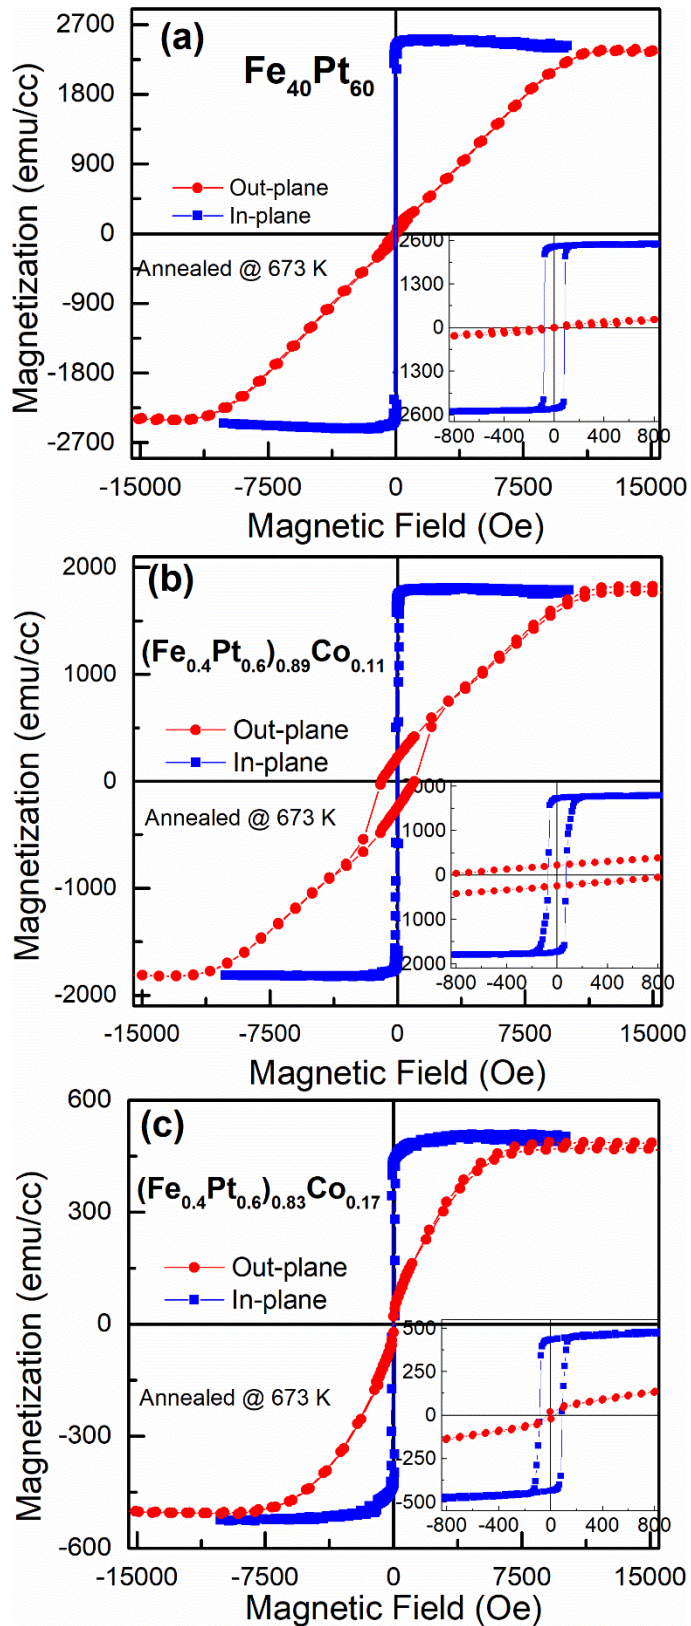 (a)
Fe40Pt60
Magnetization (emu/cc)
2700
1800
900
0
-900
-1800
-2700
Out-plane
In-plane
Annealed @ 673 K
2600
1300
0
1300
2600
-800 -400 0 400 800
-15000 -7500 0 7500 15000
Magnetic Field (Oe)
(b)
(Fe0.4Pt0.6)0.89Co0.11
Magnetization (emu/cc)
2000
1000
0
-1000
-2000
Out-plane
In-plane
Annealed @ 673 K
2000
1000
0
1000
2000
-800 -400 0 400 800
-15000 -7500 0 7500 15000
Magnetic Field (Oe)
(c)
(Fe0.4Pt0.6)0.83Co0.17
Magnetization (emu/cc)
600
300
0
-300
-600
Out-plane
In-plane
Annealed @ 673 K
500
250
0
-250
-500
-800 -400 0 400 800
-15000 -7500 0 7500 15000
Magnetic Field (Oe)